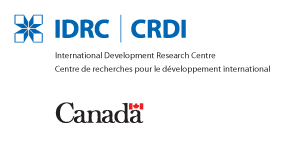 IDRC | CRDI
International Development Research Centre
Centre de recherches pour le développement international
Canada